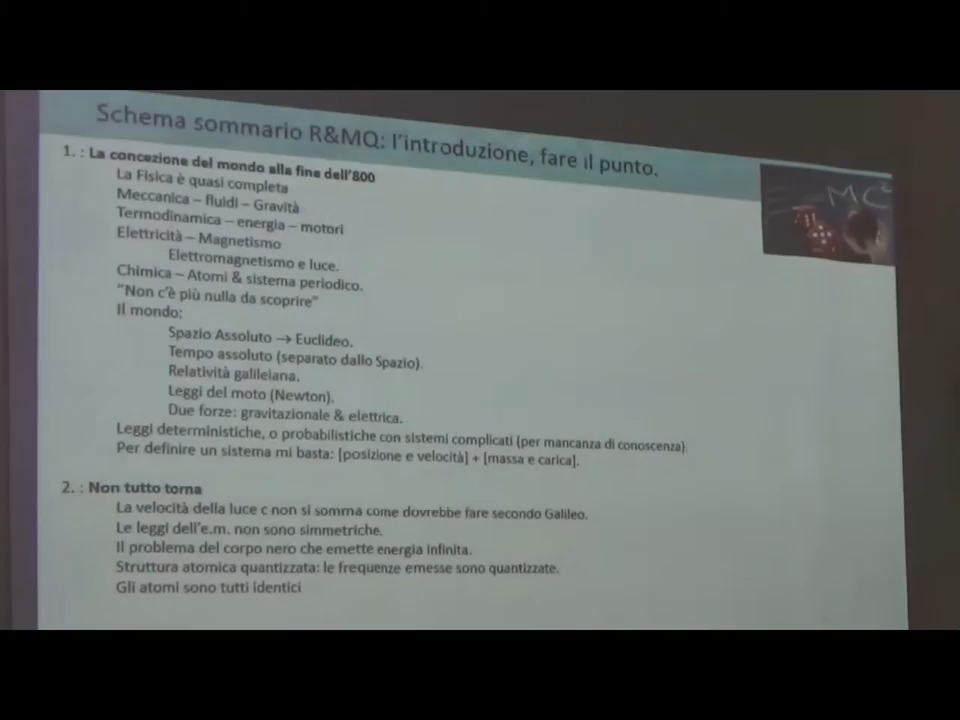 Schema sommario R&MQ: l'introduzione, fare il punto.
1. : La concezione del mondo alla fine dell'800
La Fisica è quasi completa
Meccanica – fluidi – Gravità
Termodinamica – energia – motori
Elettricità – Magnetismo
Elettromagnetismo e luce.
Chimica – Atomi & sistema periodico.
"Non c'è più nulla da scoprire"
Il mondo:
Spazio Assoluto → Euclideo.
Tempo assoluto (separato dallo Spazio).
Relatività galileiana.
Leggi del moto (Newton).
Due forze: gravitazionale & elettrica.
Leggi deterministiche, o probabilistiche con sistemi complicati (per mancanza di conoscenza)
Per definire un sistema mi basta: [posizione e velocità] + [massa e carica].
2. : Non tutto torna
La velocità della luce c non si somma come dovrebbe fare secondo Galileo.
Le leggi dell'e.m. non sono simmetriche.
Il problema del corpo nero che emette energia infinita.
Struttura atomica quantizzata: le frequenze emesse sono quantizzate.
Gli atomi sono tutti identici
E=MC²